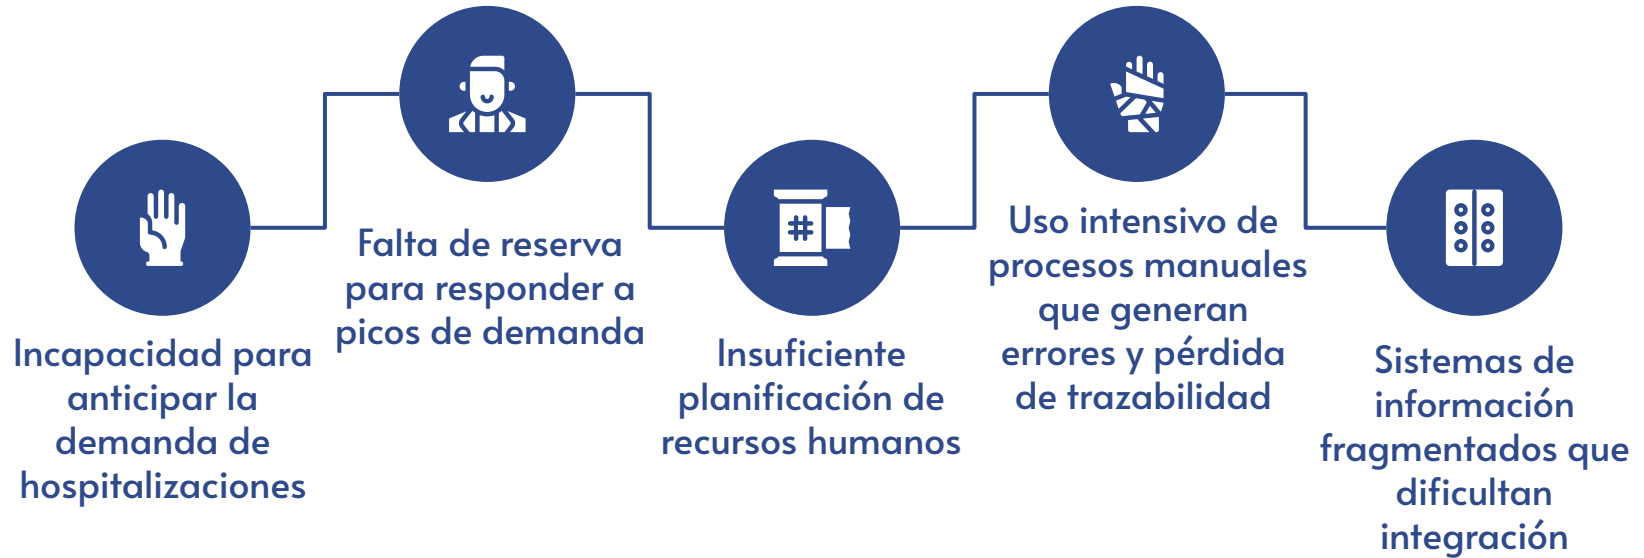 Incapacidad para
anticipar la
demanda de
hospitalizaciones
Falta de reserva
para responder a
picos de demanda
Insuficiente
planificación de
recursos humanos
Uso intensivo de
procesos manuales
que generan
errores y pérdida
de trazabilidad
Sistemas de
información
fragmentados que
dificultan
integración